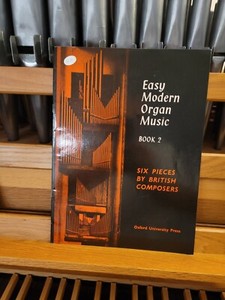 Easy
Modern
Organ
Music
BOOK 2
SIX PIECES
BY BRITISH
COMPOSERS
Oxford University Press